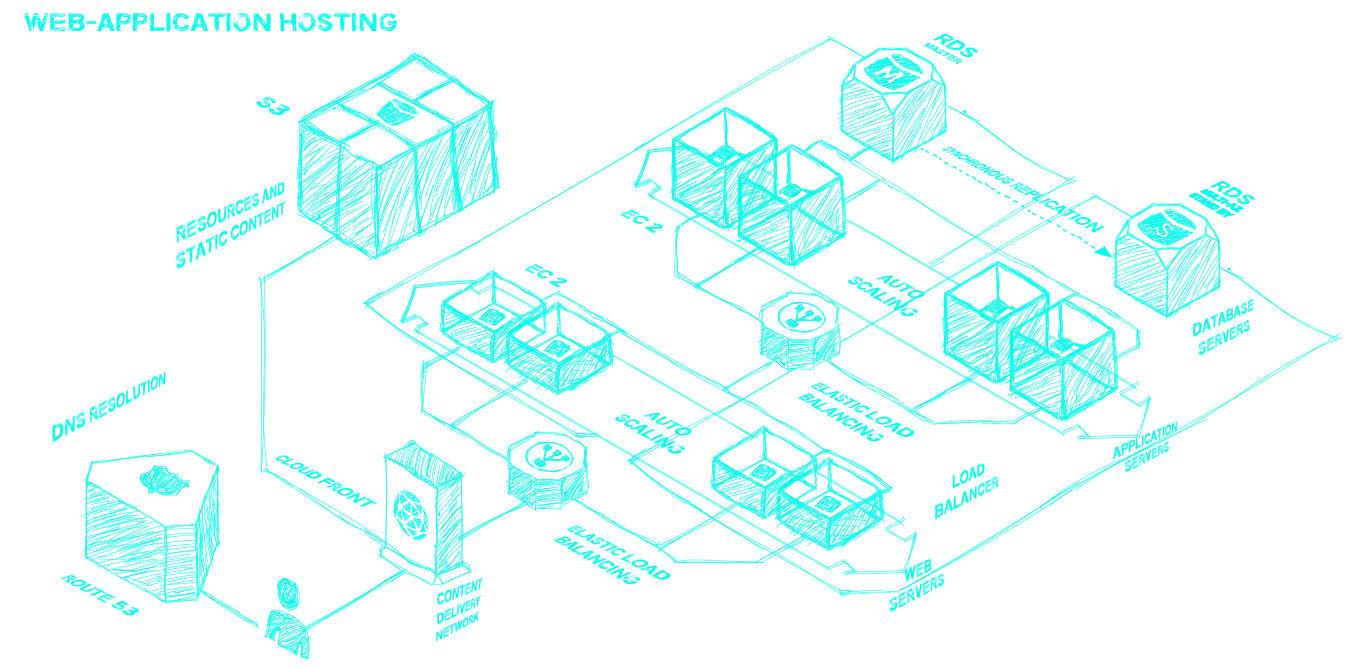 WEB-APPLICATION HOSTING
S3
RESOURCES AND
STATIC CONTENT
RDS
MASTER
M
SYNCHRONOUS REPLICATION
RDS
MULTI-AZ
STAND BY
S
DATABASE
SERVERS
EC 2
AUTO
SCALING
EC 2
ELASTIC LOAD
BALANCING
APPLICATION
SERVERS
LOAD
BALANCER
AUTO
SCALING
DNS RESOLUTION
ROUTE 53
CLOUD FRONT
CONTENT
DELIVERY
NETWORK
ELASTIC LOAD
BALANCING
WEB
SERVERS